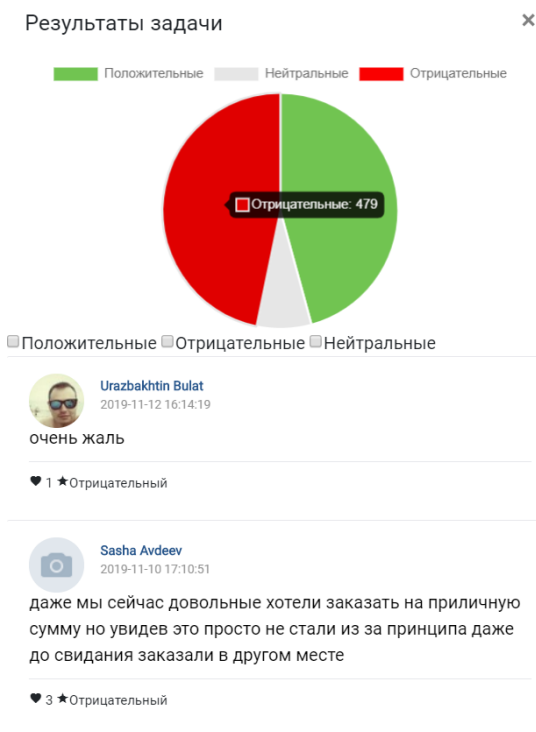 Результаты задачи ×
Положительные Нейтральные Отрицательные
Отрицательные: 479
Положительные Отрицательные Нейтральные
Urazbakhtin Bulat
2019-11-12 16:14:19
очень жаль
1 Отрицательный
Sasha Avdeev
2019-11-10 17:10:51
даже мы сейчас довольные хотели заказать на приличную
сумму но увидев это просто не стали из за принципа даже
до свидания заказали в другом месте
3 Отрицательный